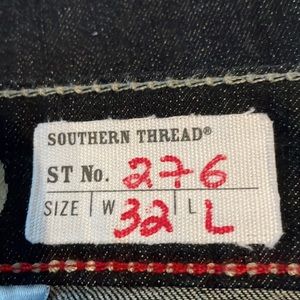 SOUTHERN THREAD®
ST No. 276
SIZE | W 32 | L L